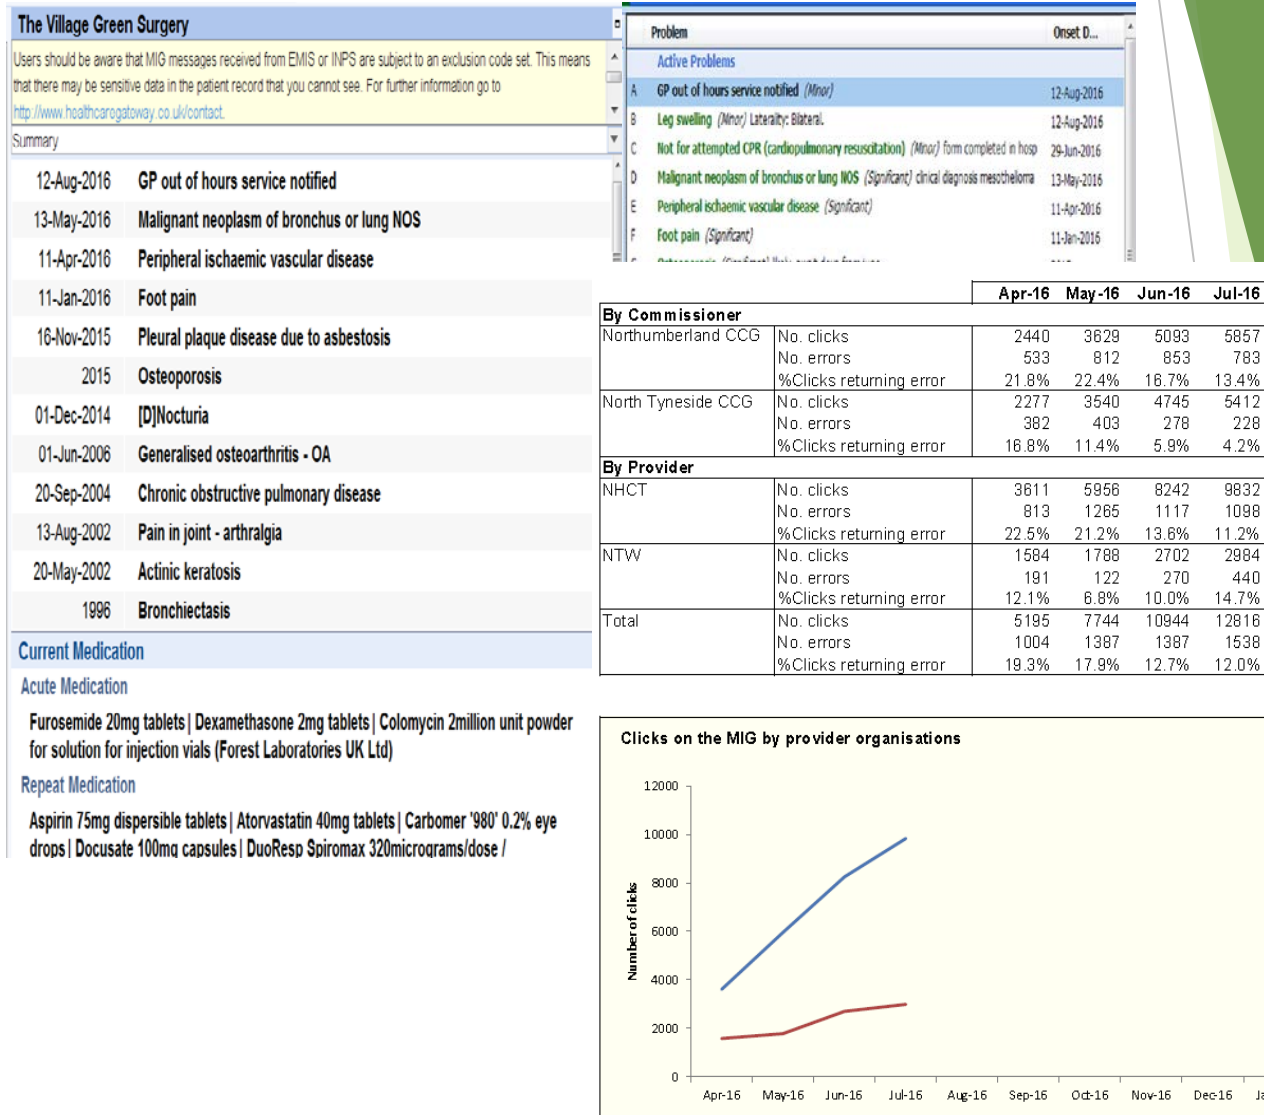 The Village Green Surgery
Users should be aware that MIG messages received from EMIS or INPS are subject to an exclusion code set. This means
that there may be sensitive data in the patient record that you cannot see. For further information go to
http://www.healthcaregateway.co.uk/contact.
Summary
12-Aug-2016 GP out of hours service notified
13-May-2016 Malignant neoplasm of bronchus or lung NOS
11-Apr-2016 Peripheral ischaemic vascular disease
11-Jan-2016 Foot pain
16-Nov-2015 Pleural plaque disease due to asbestosis
2015 Osteoporosis
01-Dec-2014 [D]Nocturia
01-Jun-2006 Generalised osteoarthritis - OA
20-Sep-2004 Chronic obstructive pulmonary disease
13-Aug-2002 Pain in joint - arthralgia
20-May-2002 Actinic keratosis
1996 Bronchiectasis
Current Medication
Acute Medication
Furosemide 20mg tablets | Dexamethasone 2mg tablets | Colomycin 2million unit powder
for solution for injection vials (Forest Laboratories UK Ltd)
Repeat Medication
Aspirin 75mg dispersible tablets | Atorvastatin 40mg tablets | Carbomer '980' 0.2% eye
drops | Docusate 100mg capsules | DuoResp Spiromax 320micrograms/dose /
Problem Onset D...
Active Problems
A GP out of hours service notified (Minor) 12-Aug-2016
B Leg swelling (Minor) Laterality: Bilateral. 12-Aug-2016
C Not for attempted CPR (cardiopulmonary resuscitation) (Minor) form completed in hosp 29-Jun-2016
D Malignant neoplasm of bronchus or lung NOS (Significant) clinical diagnosis mesothelioma 13-May-2016
E Peripheral ischaemic vascular disease (Significant) 11-Apr-2016
F Foot pain (Significant) 11-Jan-2016
Apr-16 May-16 Jun-16 Jul-16
By Commissioner
Northumberland CCG No. clicks 2440 3629 5093 5857
No. errors 533 812 853 783
%Clicks returning error 21.8% 22.4% 16.7% 13.4%
North Tyneside CCG No. clicks 2277 3540 4745 5412
No. errors 382 403 278 228
%Clicks returning error 16.8% 11.4% 5.9% 4.2%
By Provider
NHCT No. clicks 3611 5956 8242 9832
No. errors 813 1265 1117 1098
%Clicks returning error 22.5% 21.2% 13.6% 11.2%
NTW No. clicks 1584 1788 2702 2984
No. errors 191 122 270 440
%Clicks returning error 12.1% 6.8% 10.0% 14.7%
Total No. clicks 5195 7744 10944 12816
No. errors 1004 1387 1387 1538
%Clicks returning error 19.3% 17.9% 12.7% 12.0%
Clicks on the MIG by provider organisations
Number of clicks
12000
10000
8000
6000
4000
2000
0
Apr-16 May-16 Jun-16 Jul-16 Aug-16 Sep-16 Oct-16 Nov-16 Dec-16